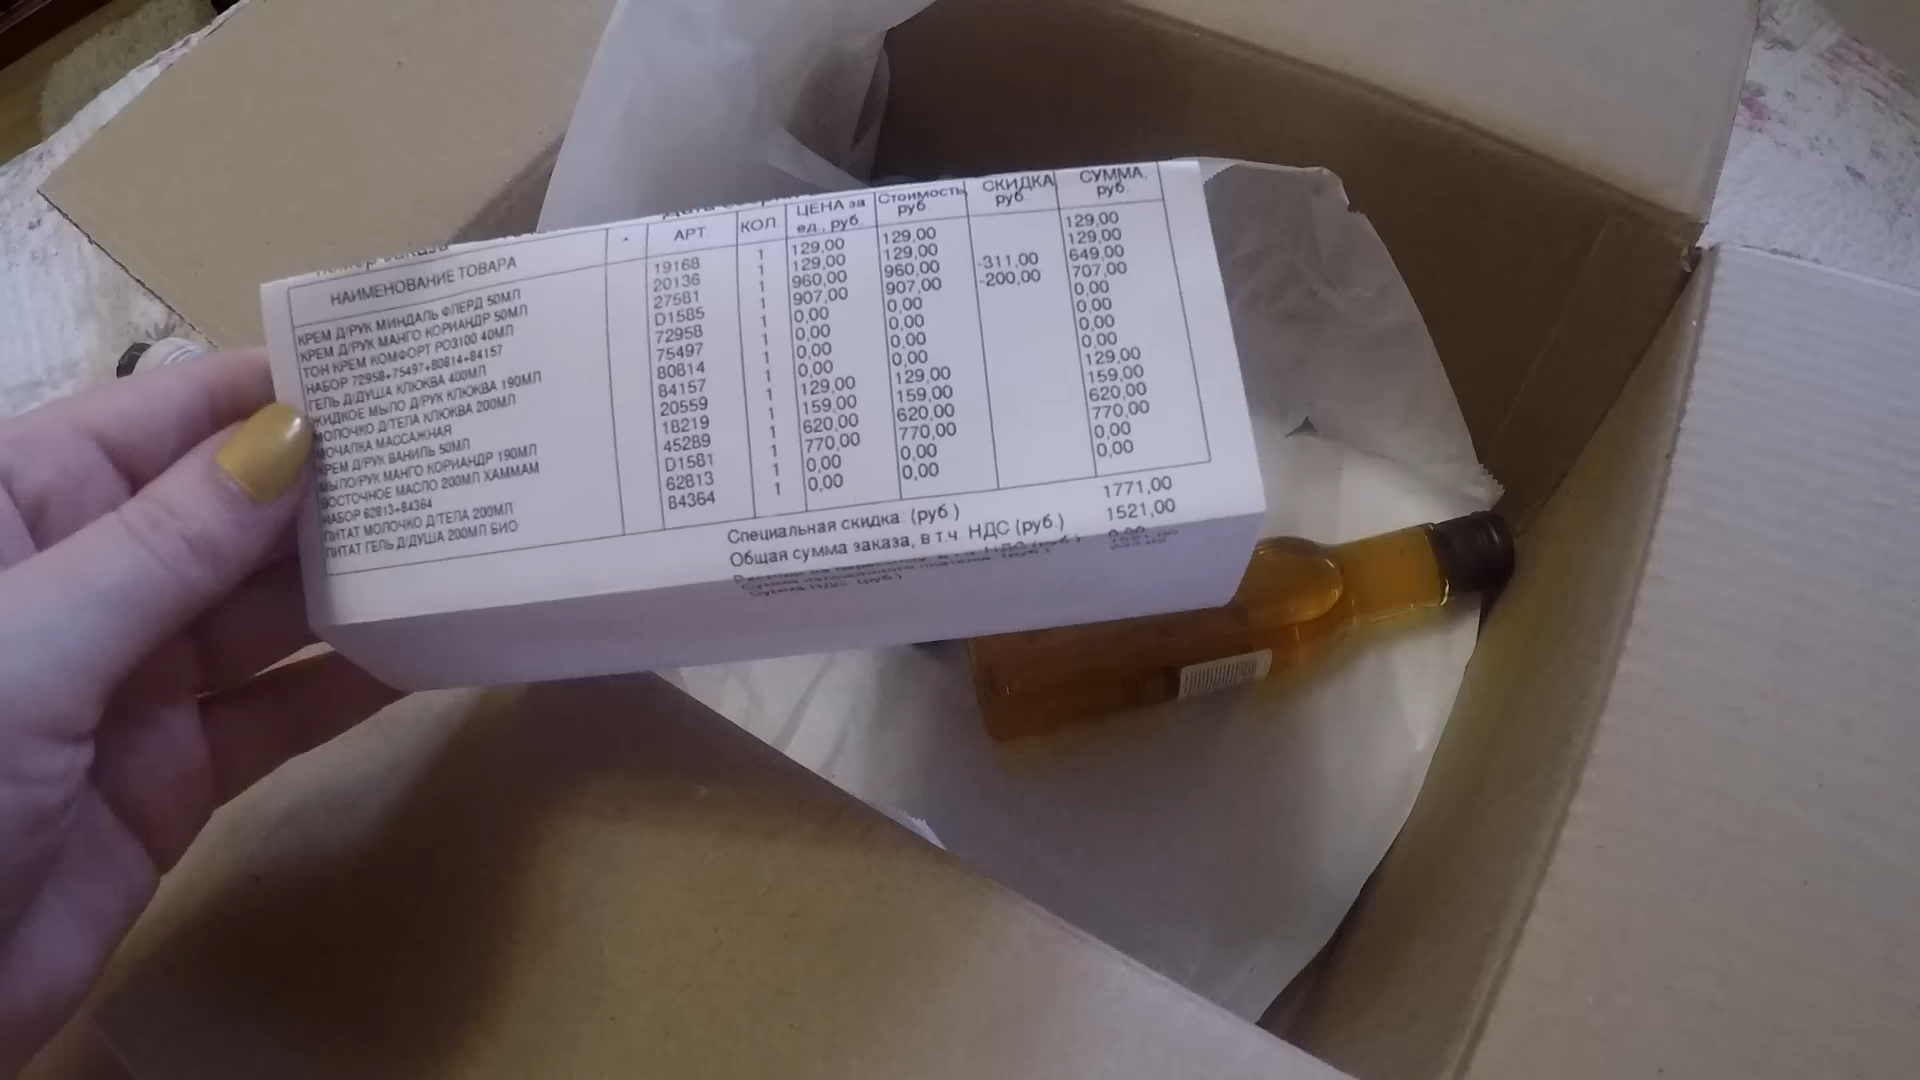 НАИМЕНОВАНИЕ ТОВАРА АРТ. КОЛ. ЦЕНА за ед., руб. Стоимость руб. СКИДКА руб. СУММА, руб.
КРЕМ Д/РУК МИНДАЛЬ ФЛЕРД 50МЛ 19168 1 129,00 129,00 129,00
КРЕМ Д/РУК МАНГО КОРИАНДР 50МЛ 20136 1 129,00 129,00 129,00
ТОН КРЕМ КОМФОРТ РО3100 40МЛ 27581 1 960,00 960,00 -311,00 649,00
НАБОР 72958+75497+80814+84157 D1585 1 907,00 907,00 -200,00 707,00
ГЕЛЬ Д/ДУША КЛЮКВА 400МЛ 72958 1 0,00 0,00 0,00
ЖИДКОЕ МЫЛО Д/РУК КЛЮКВА 190МЛ 75497 1 0,00 0,00 0,00
МОЛОЧКО Д/ТЕЛА КЛЮКВА 200МЛ 80814 1 0,00 0,00 0,00
МОЧАЛКА МАССАЖНАЯ 84157 1 0,00 0,00 0,00
КРЕМ Д/РУК ВАНИЛЬ 50МЛ 20559 1 129,00 129,00 129,00
МЫЛО/РУК МАНГО КОРИАНДР 190МЛ 18219 1 159,00 159,00 159,00
ВОСТОЧНОЕ МАСЛО 200МЛ ХАММАМ 45289 1 620,00 620,00 620,00
НАБОР 62813+84364 D1581 1 770,00 770,00 770,00
ПИТАТ МОЛОЧКО Д/ТЕЛА 200МЛ 62813 1 0,00 0,00 0,00
ПИТАТ ГЕЛЬ Д/ДУША 200МЛ БИО 84364 1 0,00 0,00 0,00
Специальная скидка: (руб.) 1771,00
Общая сумма заказа, в т.ч. НДС (руб.) 1521,00